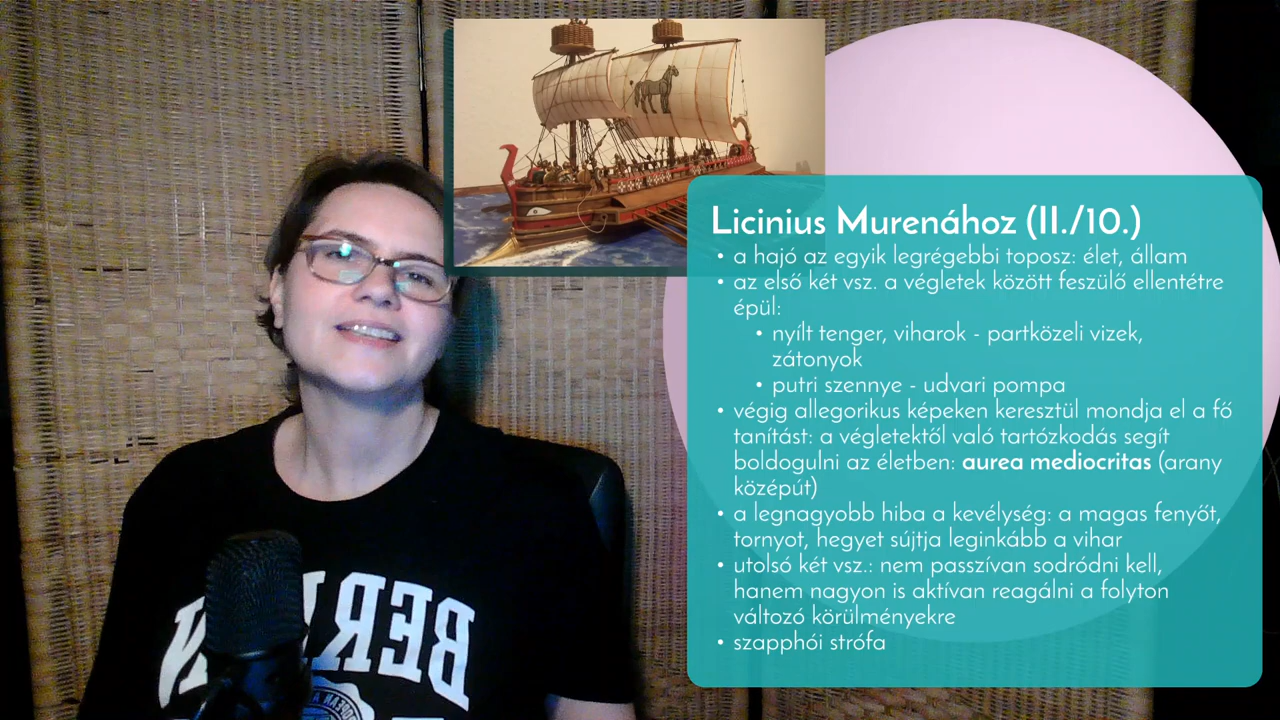 Licinius Murenához (II./10.)
• a hajó az egyik legrégebbi toposz: élet, állam
• az első két vsz. a végletek között feszülő ellentétre
épül:
• nyílt tenger, viharok - partközeli vizek,
zátonyok
• putri szennye - udvari pompa
• végig allegorikus képeken keresztül mondja el a fő
tanítást: a végletektől való tartózkodás segít
boldogulni az életben: aurea mediocritas (arany
középút)
• a legnagyobb hiba a kevélység: a magas fenyőt,
tornyot, hegyet sújtja leginkább a vihar
• utolsó két vsz.: nem passzívan sodródni kell,
hanem nagyon is aktívan reagálni a folyton
változó körülményekre
• szapphói strófa